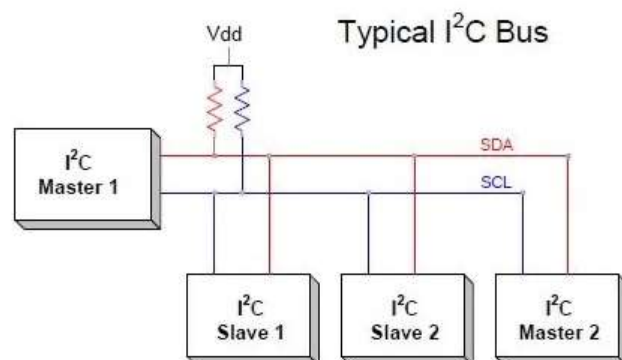 Typical I²C Bus
Vdd
I²C
Master 1
SDA
SCL
I²C
Slave 1
I²C
Slave 2
I²C
Master 2